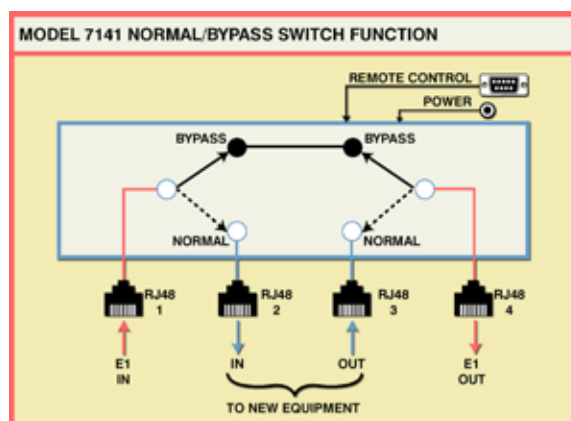 MODEL 7141 NORMAL/BYPASS SWITCH FUNCTION
REMOTE CONTROL
POWER
BYPASS
BYPASS
NORMAL
NORMAL
RJ48
1
RJ48
2
RJ48
3
RJ48
4
E1
IN
IN
OUT
E1
OUT
TO NEW EQUIPMENT